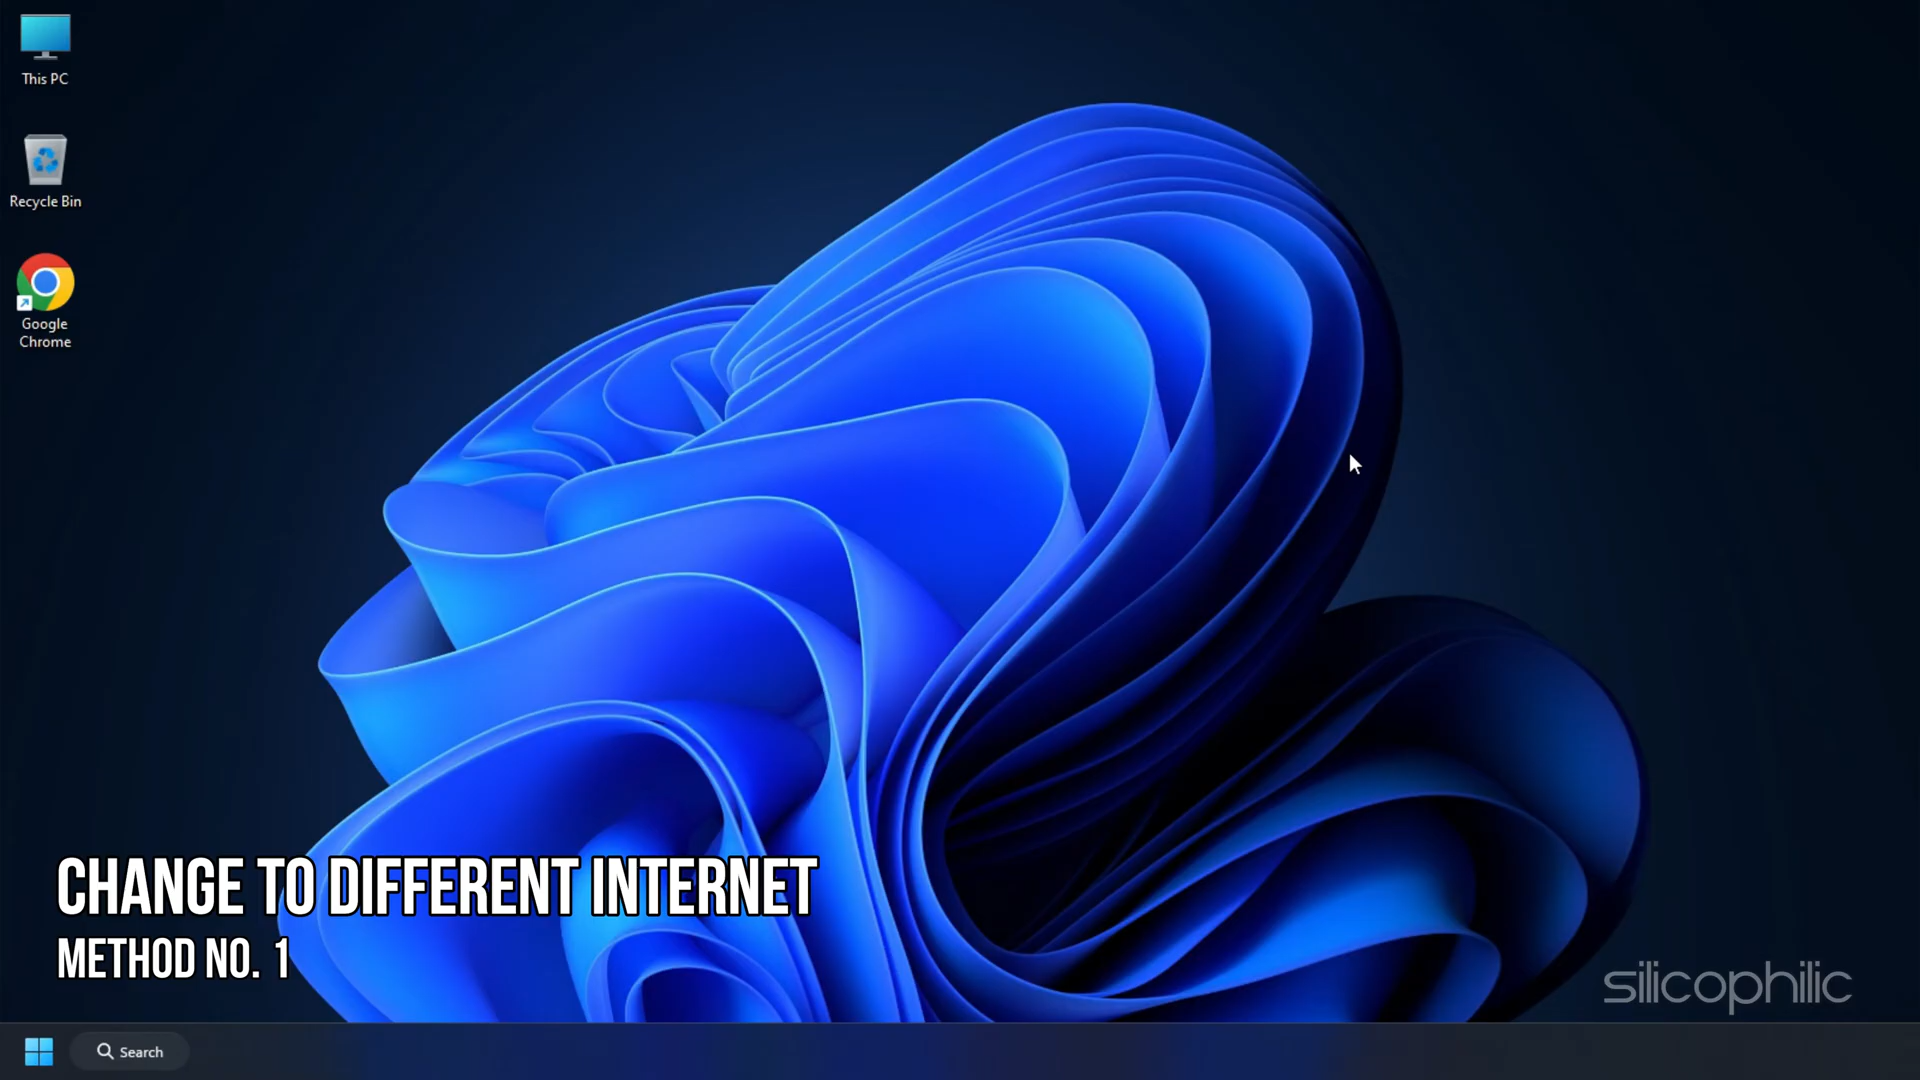 This PC
Recycle Bin
Google
Chrome
CHANGE TO DIFFERENT INTERNET
METHOD NO. 1
silicophilic
Search